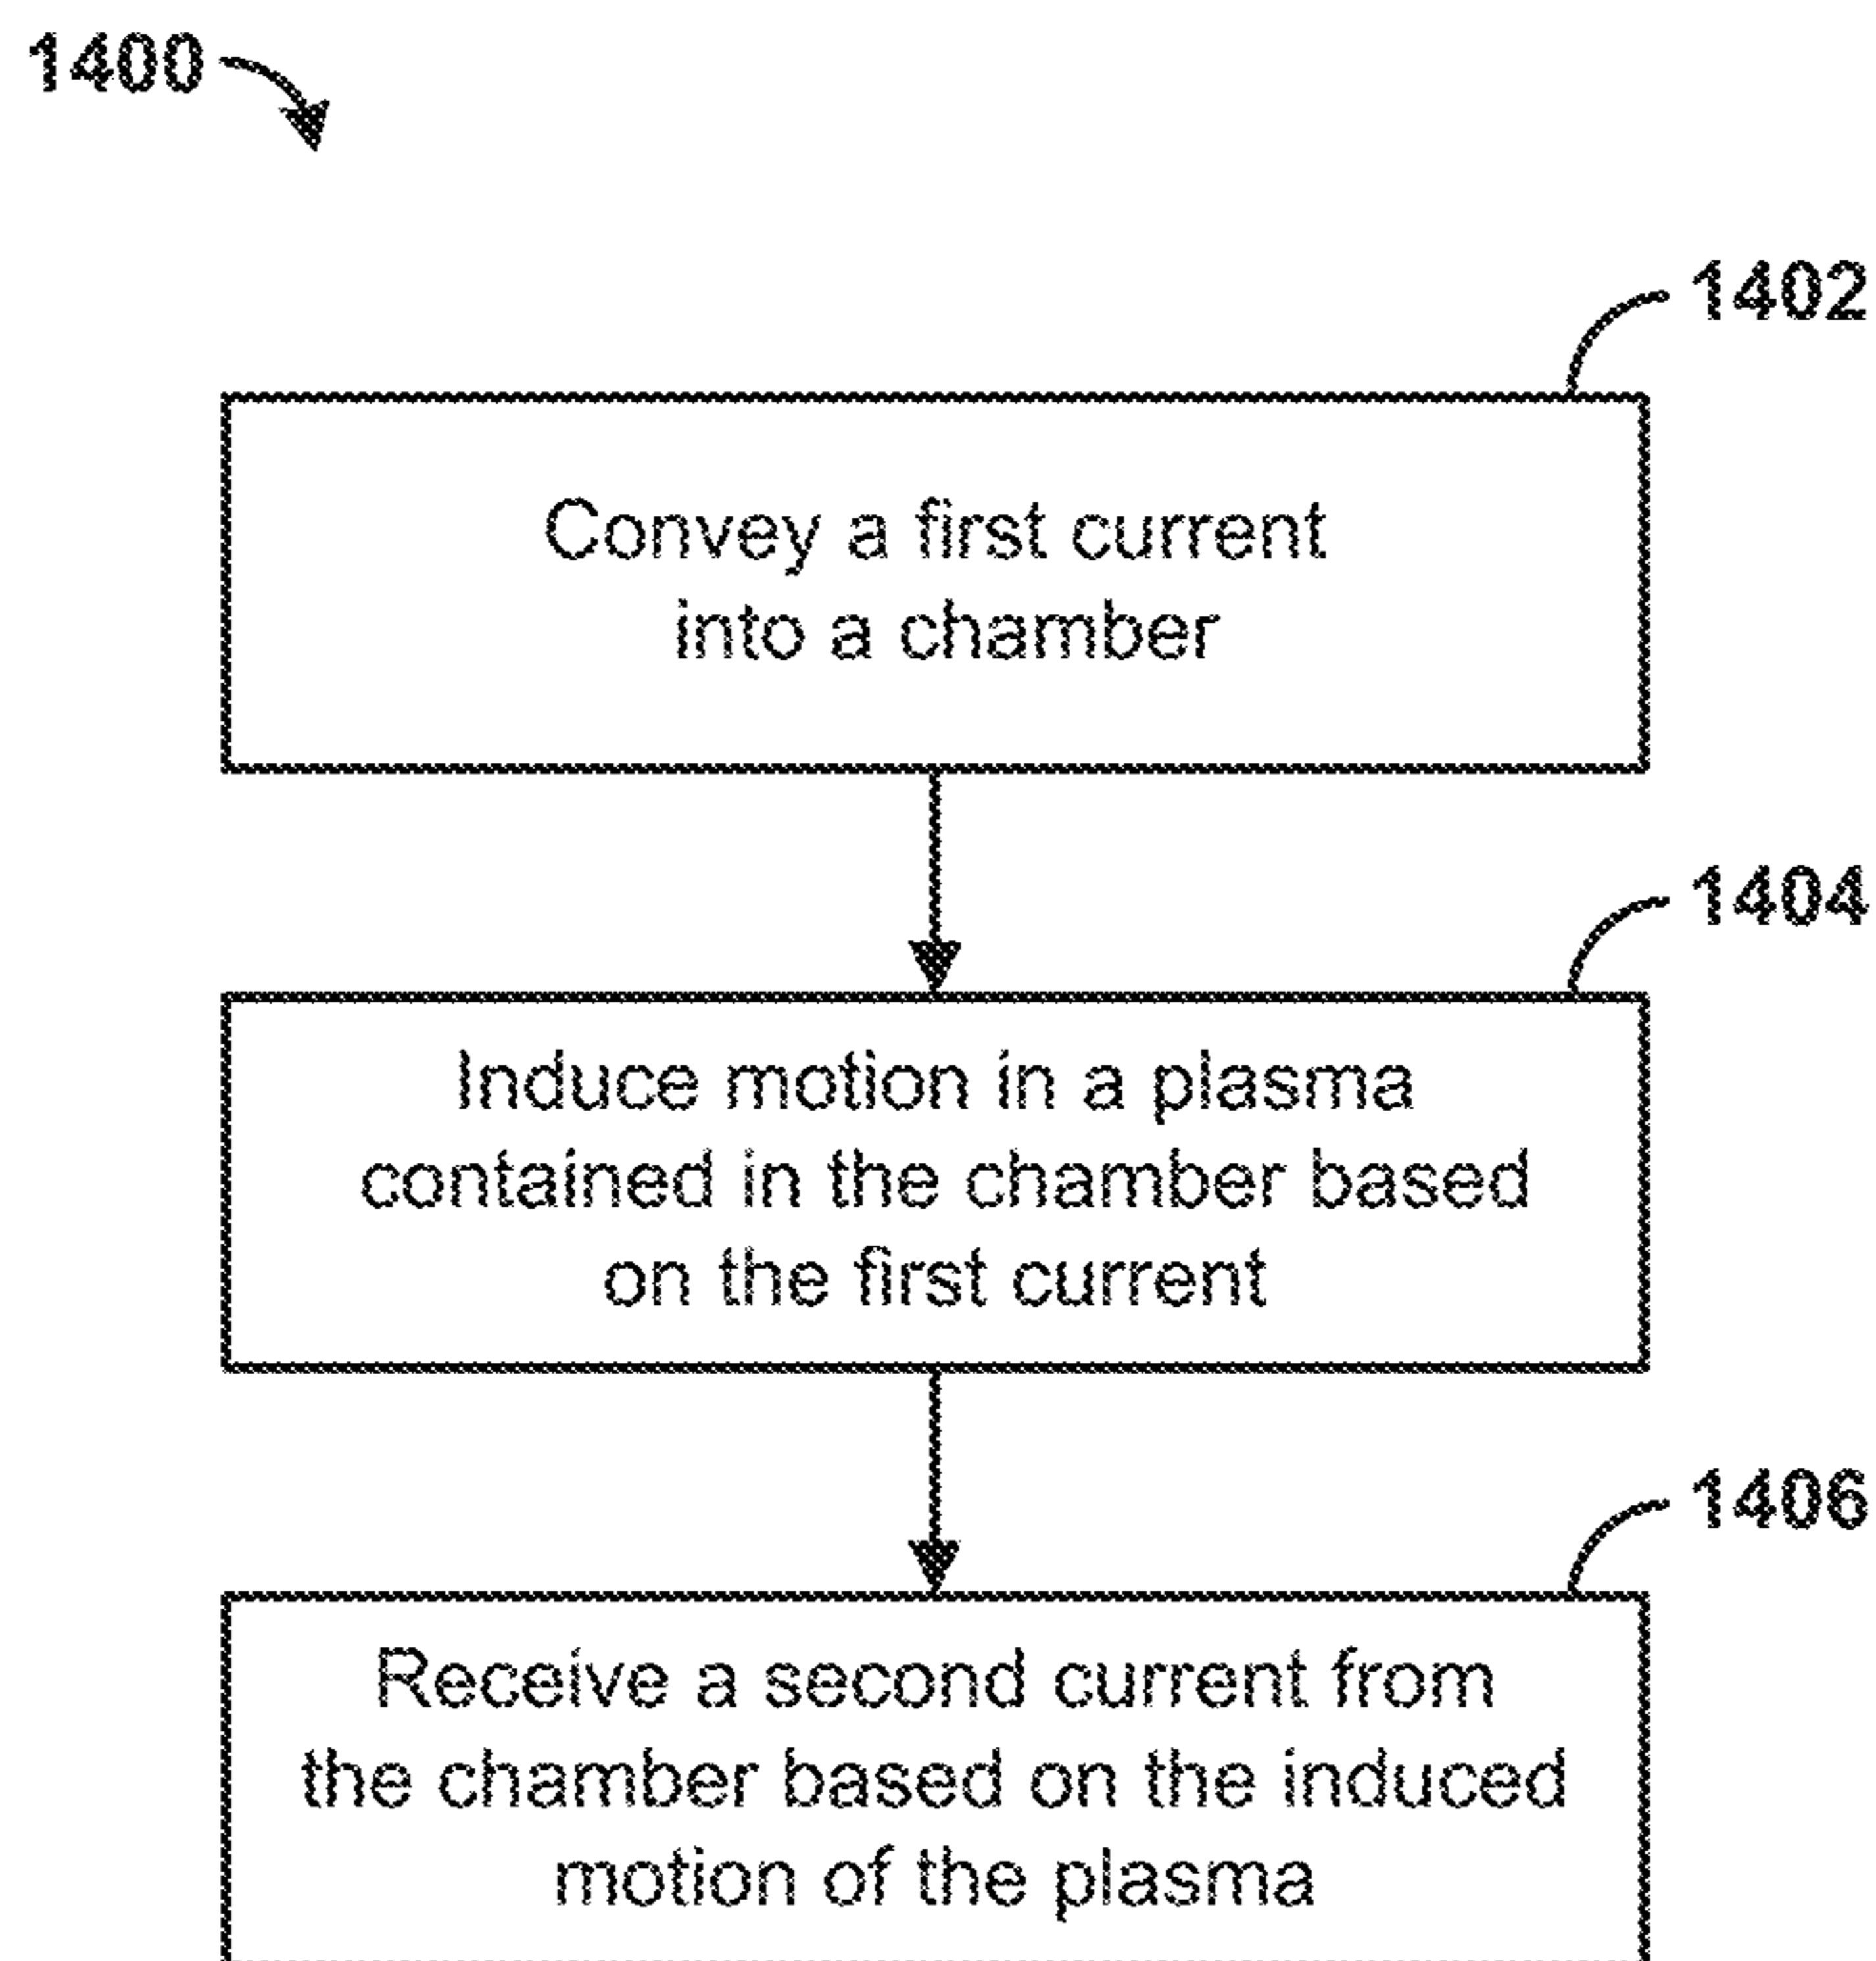 1400
1402
Convey a first current
into a chamber
1404
Induce motion in a plasma
contained in the chamber based
on the first current
1406
Receive a second current from
the chamber based on the induced
motion of the plasma